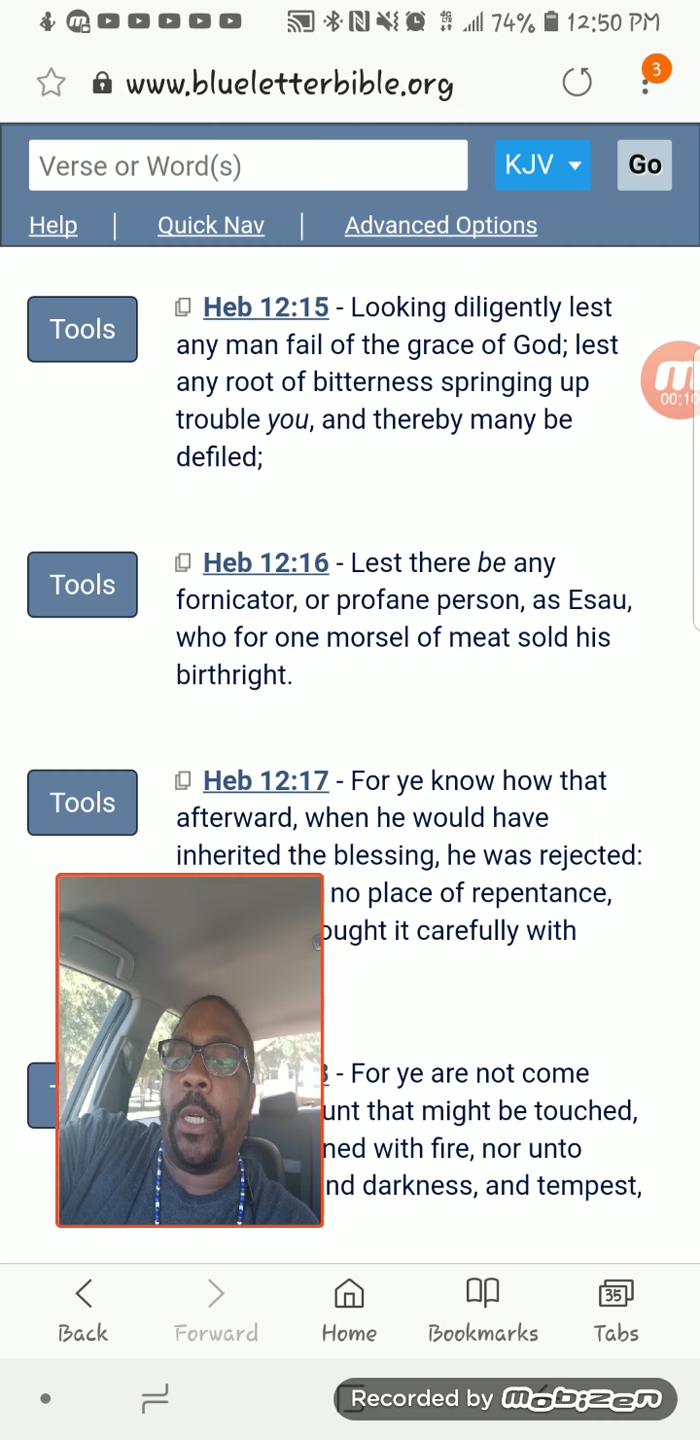 74% 12:50 PM
www.blueletterbible.org
3
Verse or Word(s)
KJV
Go
Help | Quick Nav | Advanced Options
Tools
Heb 12:15 - Looking diligently lest
any man fail of the grace of God; lest
any root of bitterness springing up
trouble you, and thereby many be
defiled;
00:10
Tools
Heb 12:16 - Lest there be any
fornicator, or profane person, as Esau,
who for one morsel of meat sold his
birthright.
Tools
Heb 12:17 - For ye know how that
afterward, when he would have
inherited the blessing, he was rejected:
no place of repentance,
ought it carefully with
- For ye are not come
unt that might be touched,
ned with fire, nor unto
nd darkness, and tempest,
Back
Forward
Home
Bookmarks
35
Tabs
Recorded by mobizen